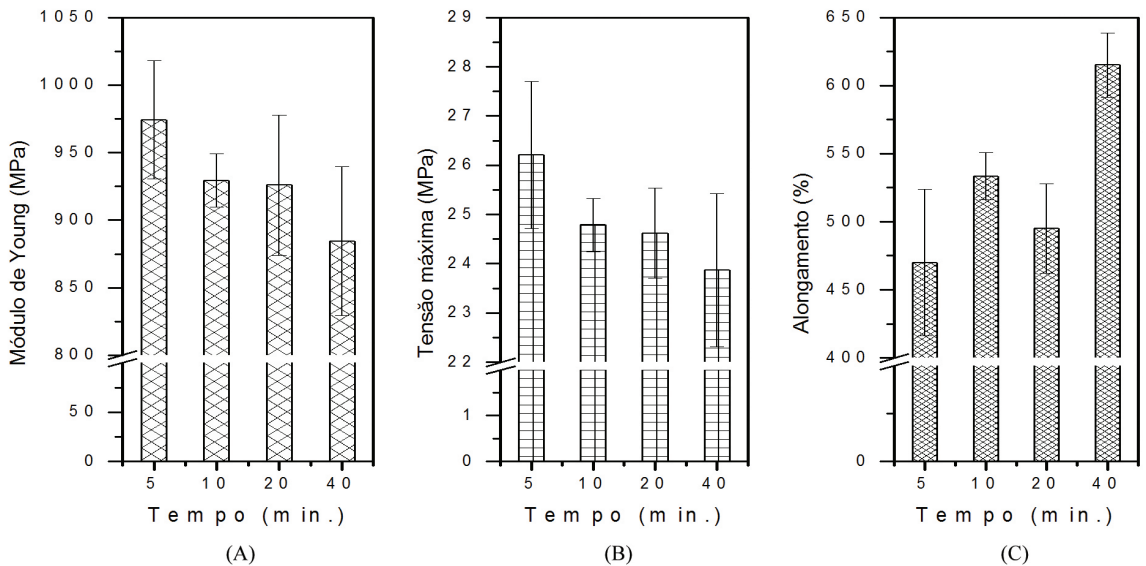 Módulo de Young (MPa)
1050
1000
950
900
850
800
50
0
5 10 20 40
Tempo (min.)
(A)
Tensão máxima (MPa)
29
28
27
26
25
24
23
22
2
1
0
5 10 20 40
Tempo (min.)
(B)
Alongamento (%)
650
600
550
500
450
400
0
5 10 20 40
Tempo (min.)
(C)